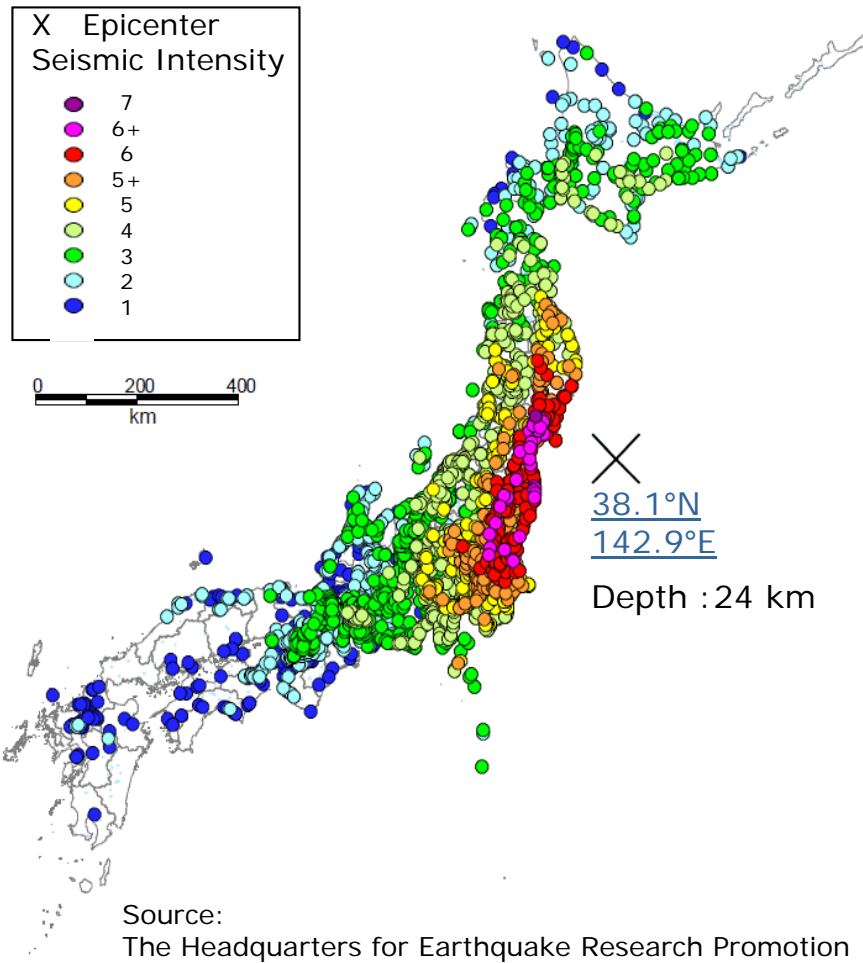 X Epicenter
Seismic Intensity
7
6+
6
5+
5
4
3
2
1
0 200 400
km
38.1°N
142.9°E
Depth : 24 km
Source:
The Headquarters for Earthquake Research Promotion